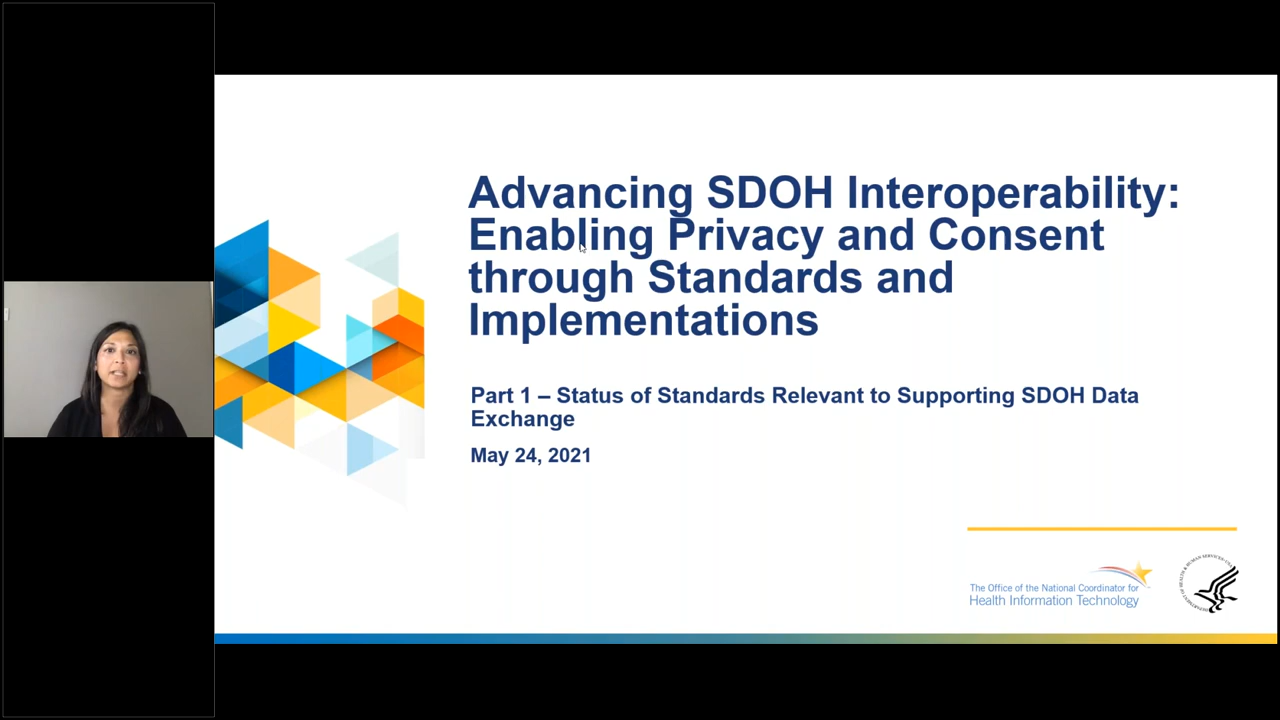 Advancing SDOH Interoperability:
Enabling Privacy and Consent
through Standards and
Implementations
Part 1 – Status of Standards Relevant to Supporting SDOH Data
Exchange
May 24, 2021
The Office of the National Coordinator for
Health Information Technology